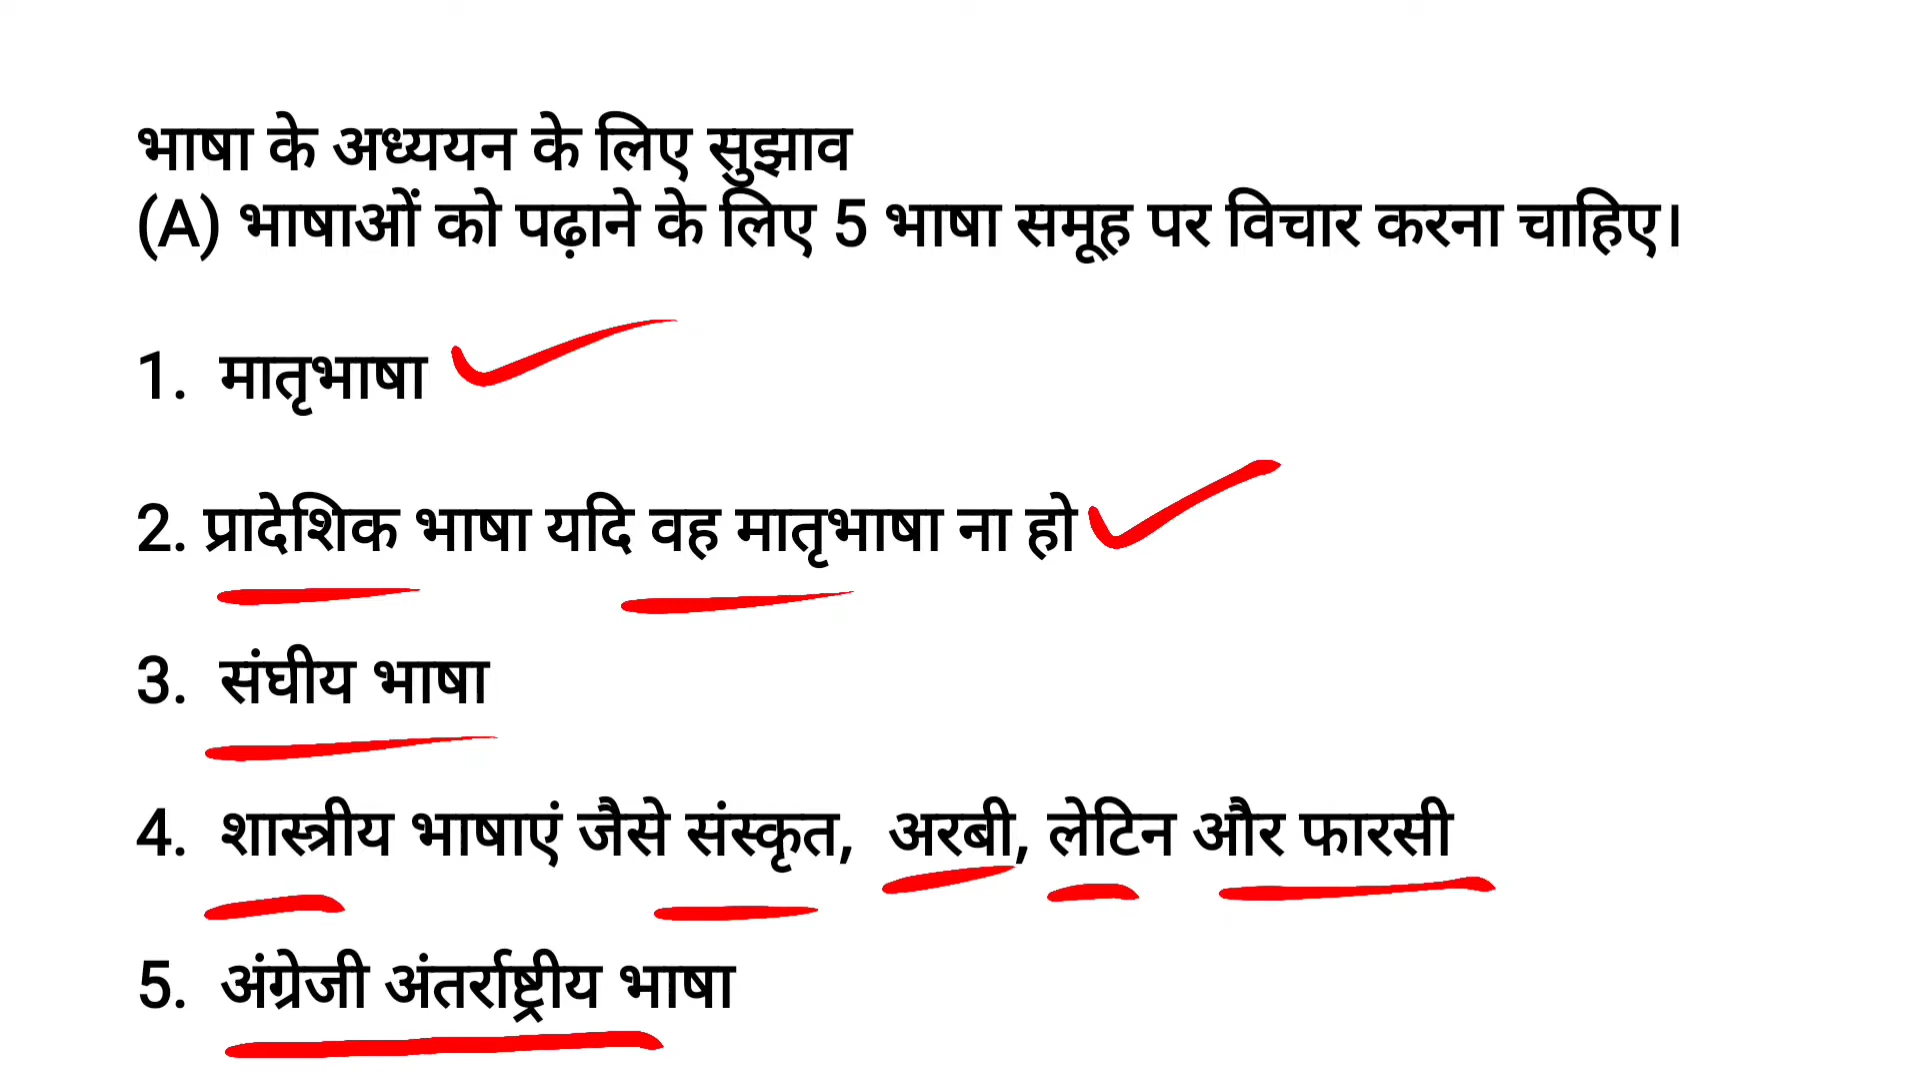 भाषा के अध्ययन के लिए सुझाव
(A) भाषाओं को पढ़ाने के लिए 5 भाषा समूह पर विचार करना चाहिए।
1. मातृभाषा
2. प्रादेशिक भाषा यदि वह मातृभाषा ना हो
3. संघीय भाषा
4. शास्त्रीय भाषाएं जैसे संस्कृत, अरबी, लेटिन और फारसी
5. अंग्रेजी अंतर्राष्ट्रीय भाषा